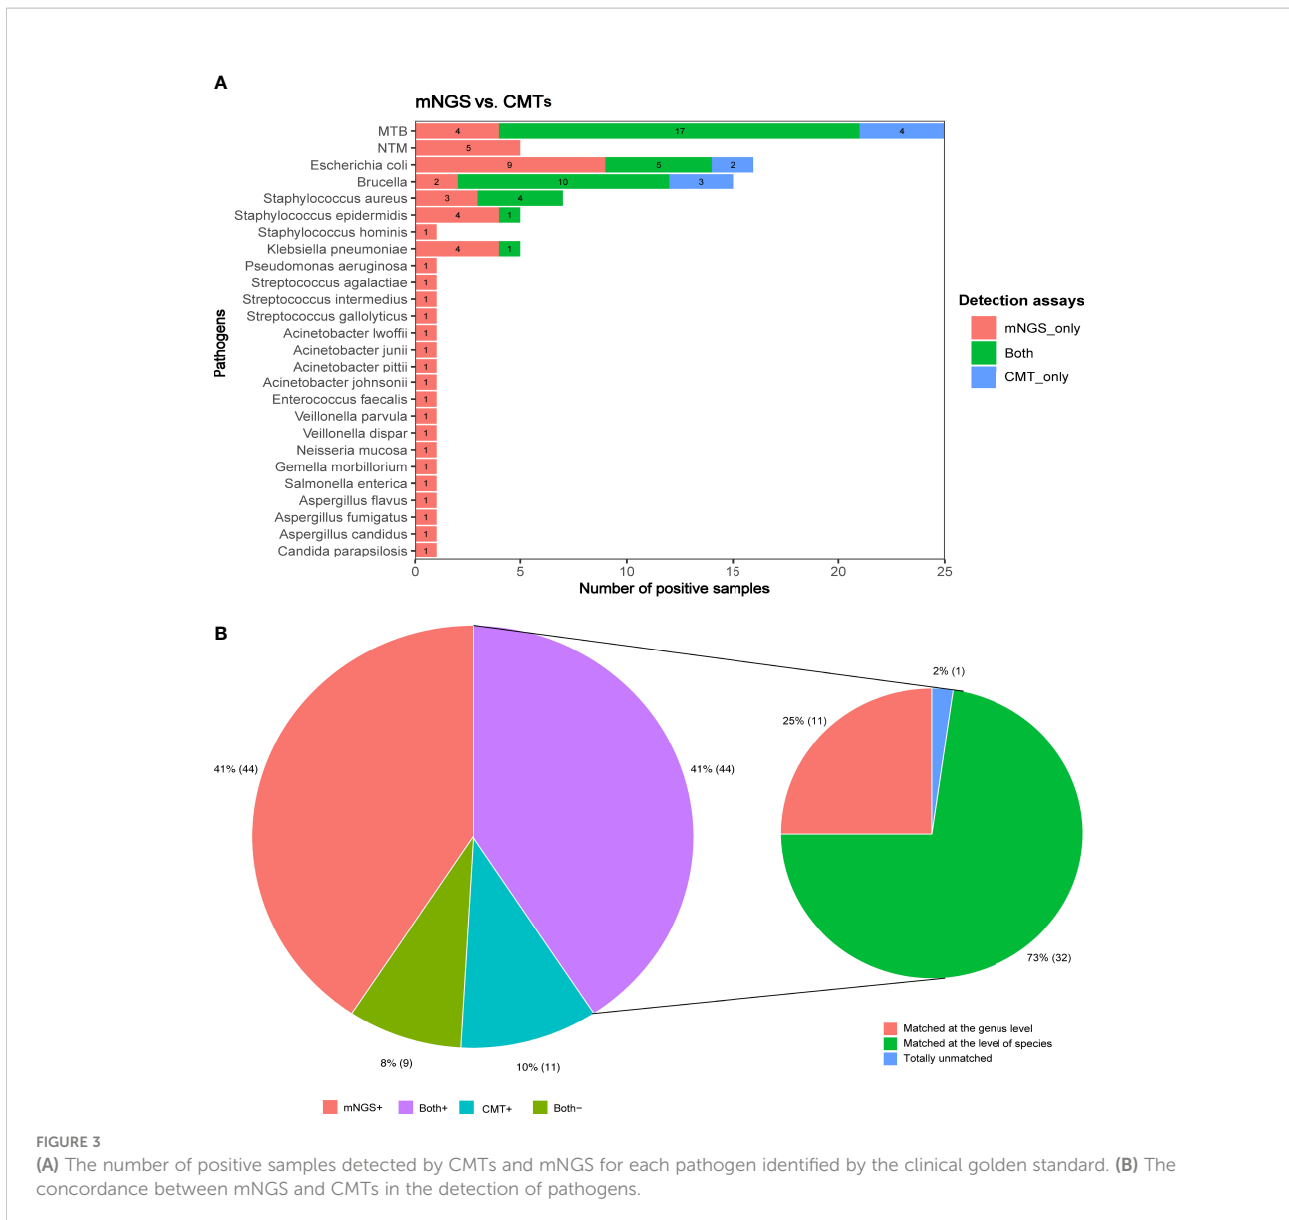 A
mNGS vs. CMTs
MTB 4 17 4
NTM 5
Escherichia coli 9 5 2
Brucella 2 10 3
Staphylococcus aureus 3 4
Staphylococcus epidermidis 4 1
Staphylococcus hominis 1
Klebsiella pneumoniae 4 1
Pseudomonas aeruginosa 1
Streptococcus agalactiae 1
Streptococcus intermedius 1
Streptococcus gallolyticus 1
Acinetobacter lwoffii 1
Acinetobacter junii 1
Acinetobacter pittii 1
Acinetobacter johnsonii 1
Enterococcus faecalis 1
Veillonella parvula 1
Veillonella dispar 1
Neisseria mucosa 1
Gemella morbillorium 1
Salmonella enterica 1
Aspergillus flavus 1
Aspergillus fumigatus 1
Aspergillus candidus 1
Candida parapsilosis 1
Pathogens
0 5 10 15 20 25
Number of positive samples
Detection assays
mNGS_only
Both
CMT_only
B
41% (44)
41% (44)
8% (9)
10% (11)
mNGS+ Both+ CMT+ Both−
2% (1)
25% (11)
73% (32)
Matched at the genus level
Matched at the level of species
Totally unmatched
FIGURE 3
(A) The number of positive samples detected by CMTs and mNGS for each pathogen identified by the clinical golden standard. (B) The
concordance between mNGS and CMTs in the detection of pathogens.